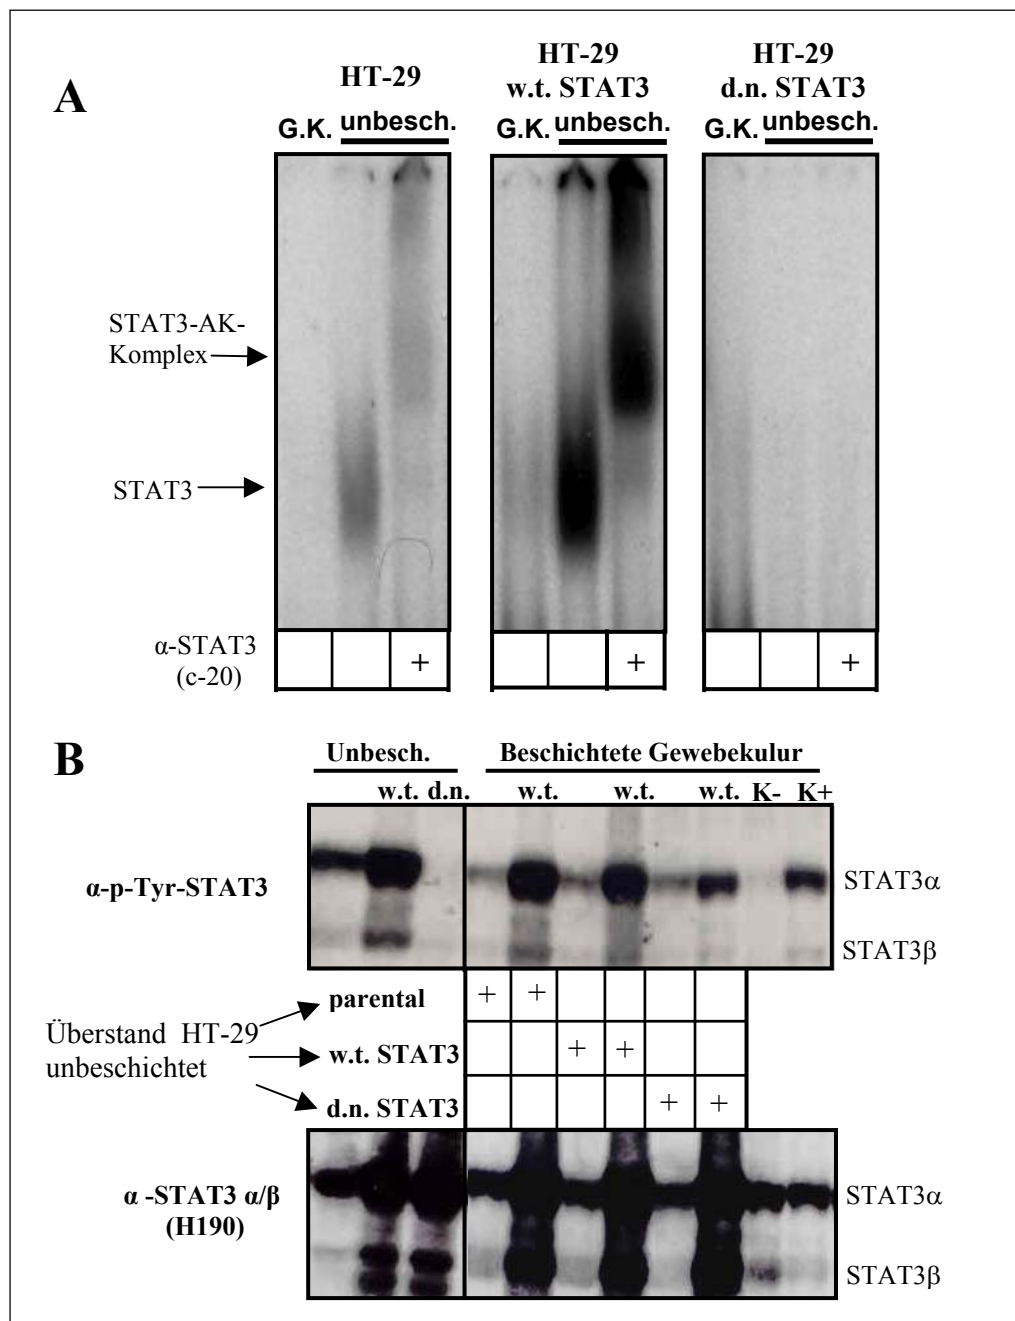 A
HT-29
HT-29
w.t. STAT3
HT-29
d.n. STAT3
G.K. unbesch.
G.K. unbesch.
G.K. unbesch.
STAT3-AK-
Komplex
STAT3
α-STAT3
(c-20)
+
+
+
B
Unbesch.
Beschichtete Gewebekulur
w.t. d.n.
w.t.
w.t.
w.t.
K-
K+
α-p-Tyr-STAT3
STAT3α
STAT3β
Überstand HT-29
unbeschichtet
parental
+
+
w.t. STAT3
+
+
d.n. STAT3
+
+
α -STAT3 α/β
(H190)
STAT3α
STAT3β